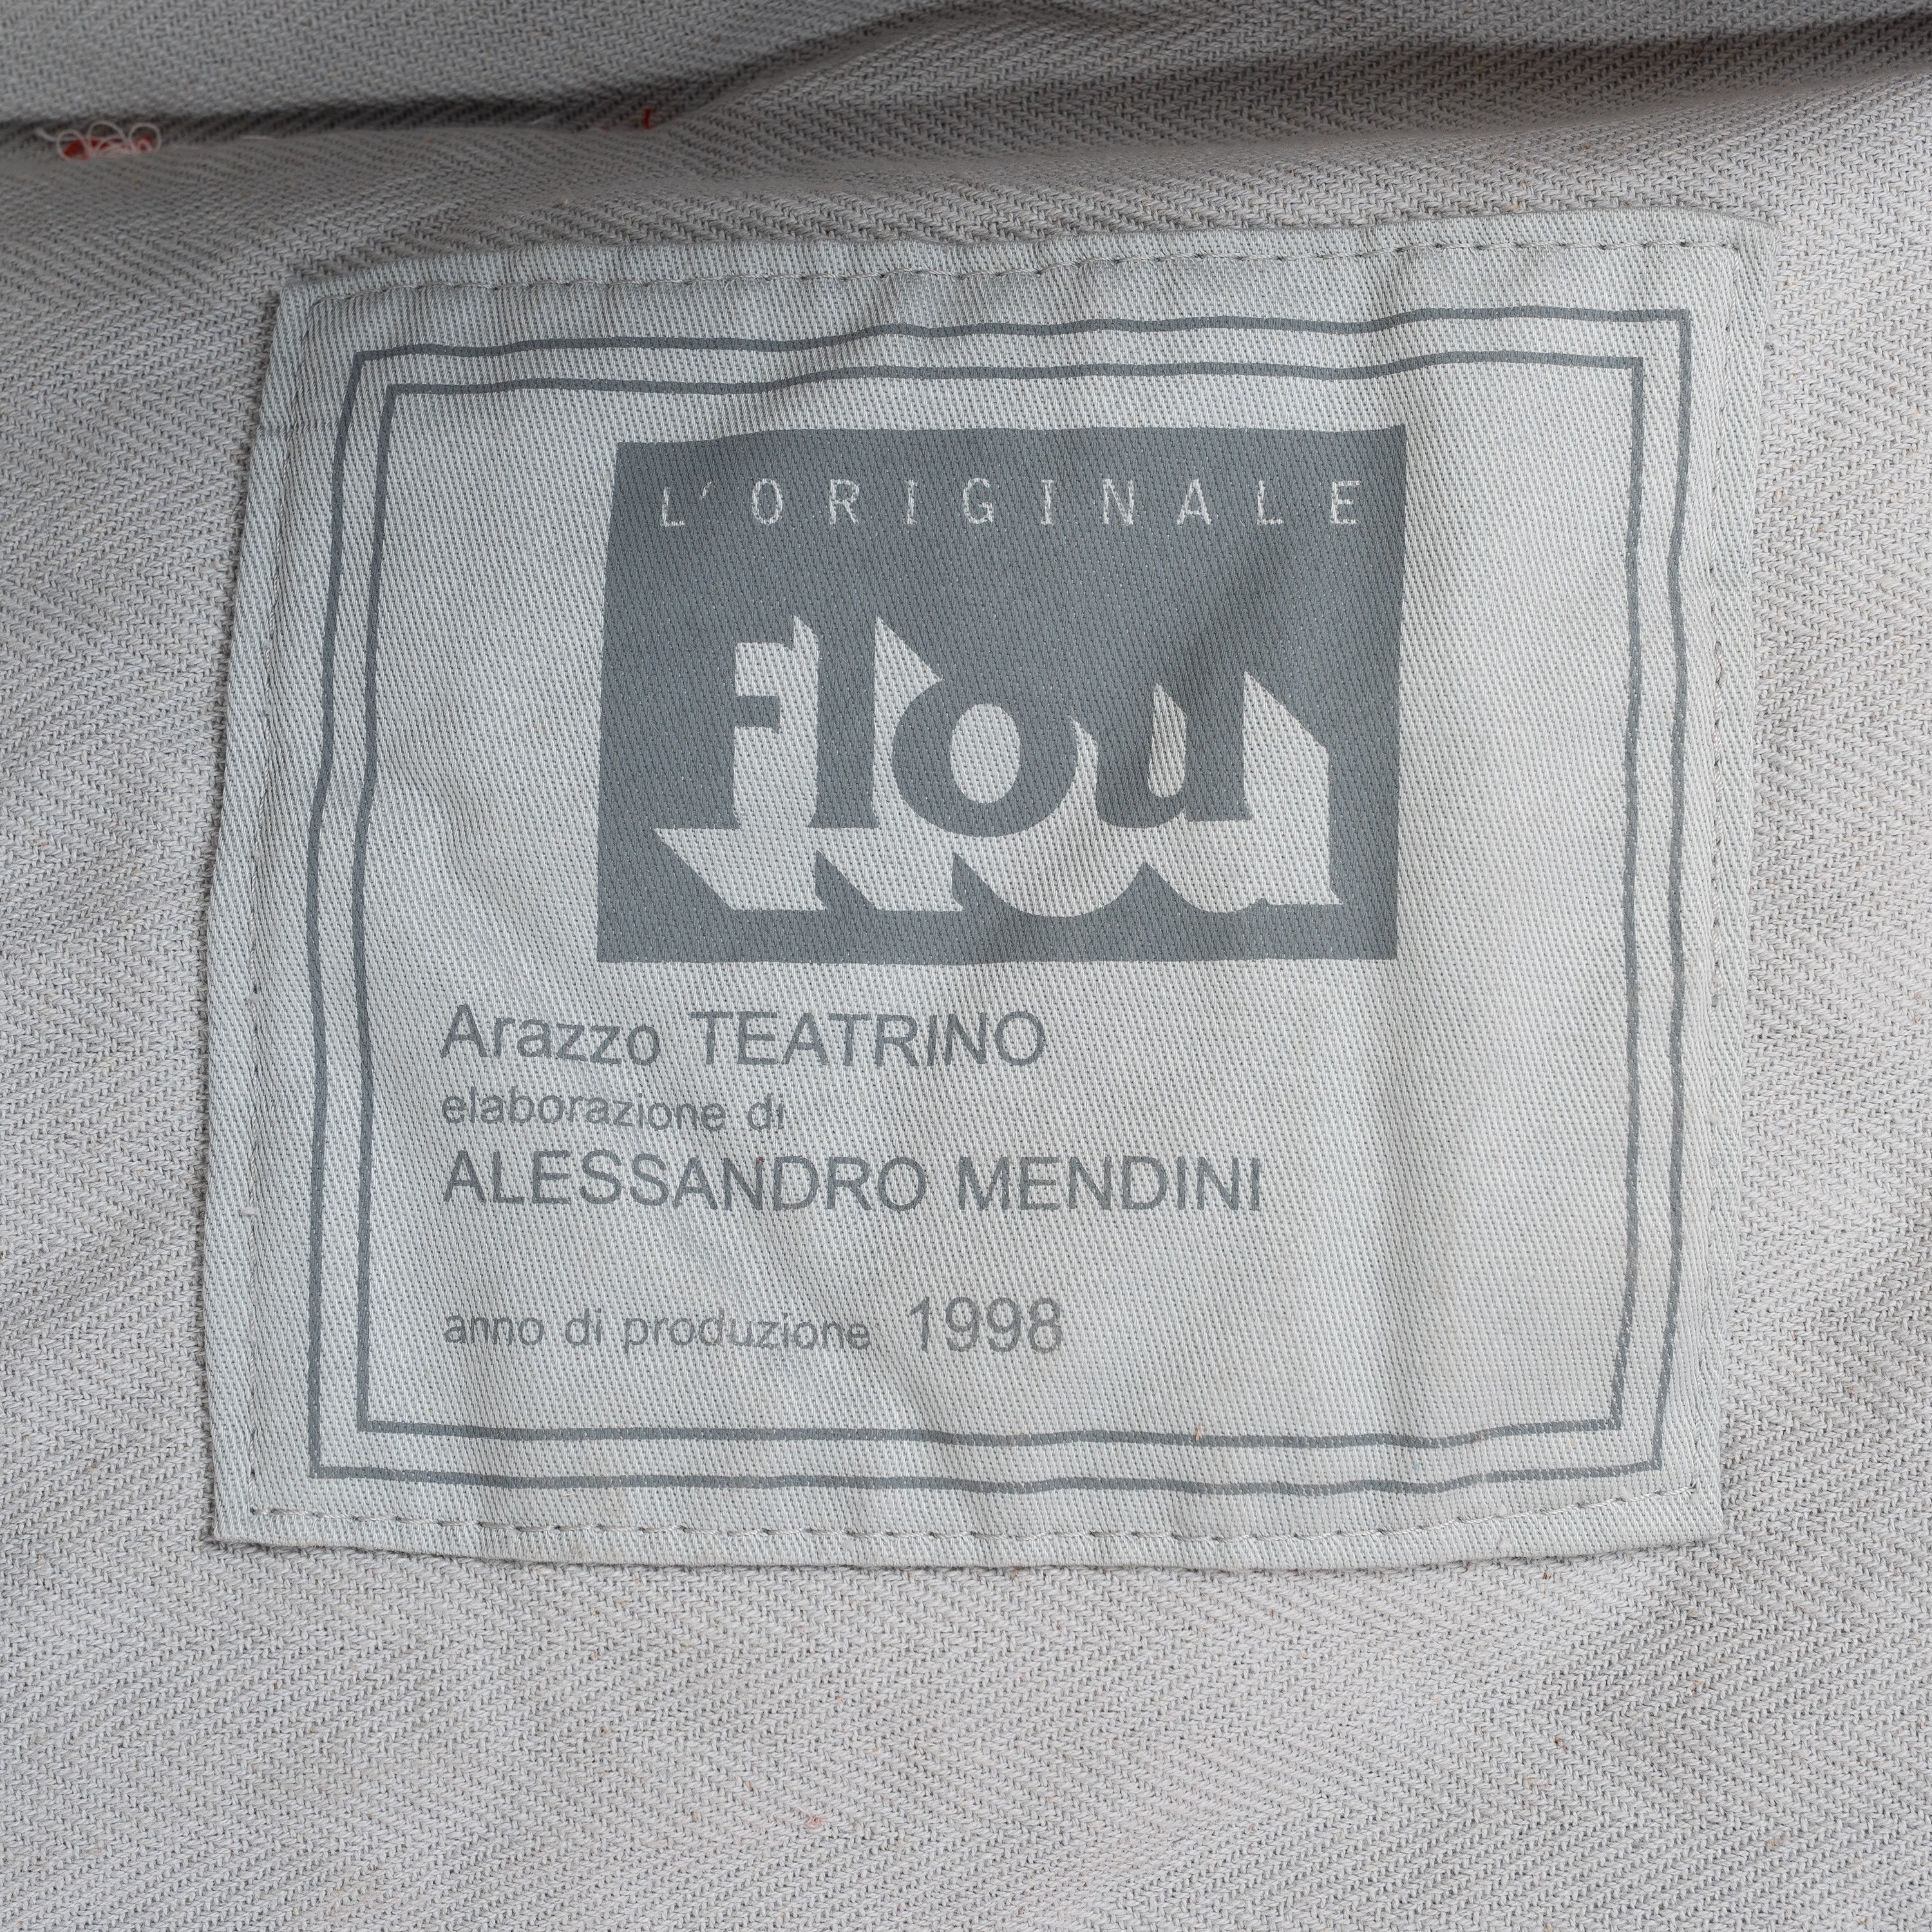 L'ORIGINALE
flou
Arazzo TEATRINO
elaborazione di
ALESSANDRO MENDINI
anno di produzione 1998